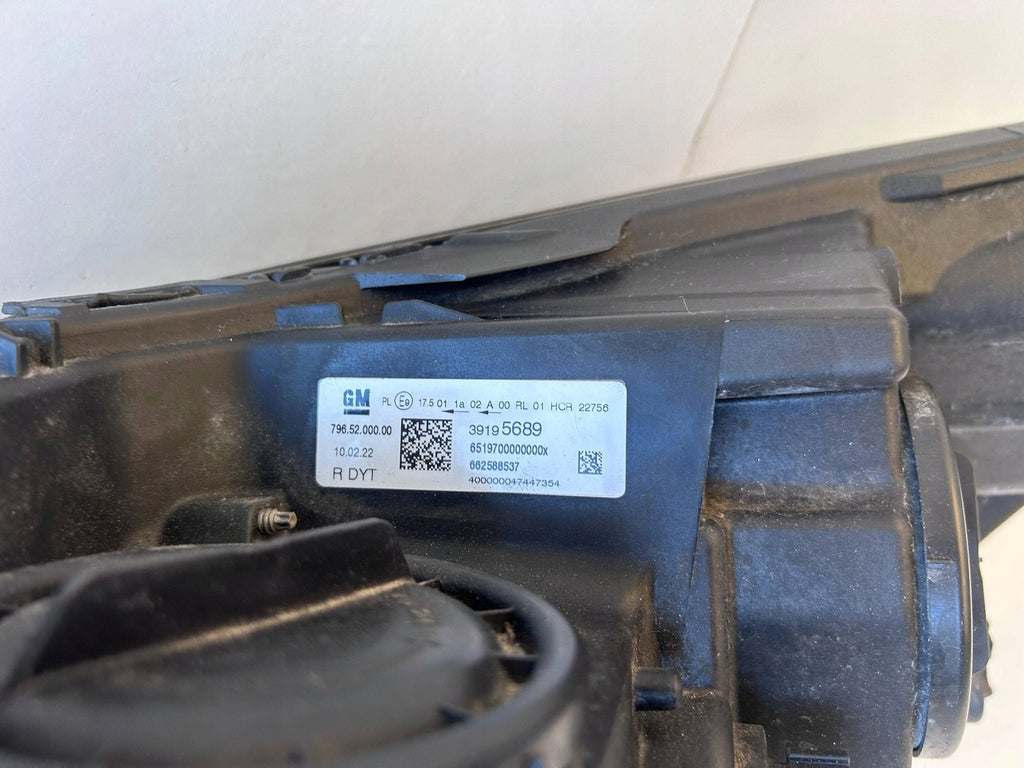 GM PL E9 17.5 01 1a 02 A 00 RL 01 HCR 22756
796.52.000.00 39195689
10.02.22 6519700000000x
R DYT 662588537
400000047447354